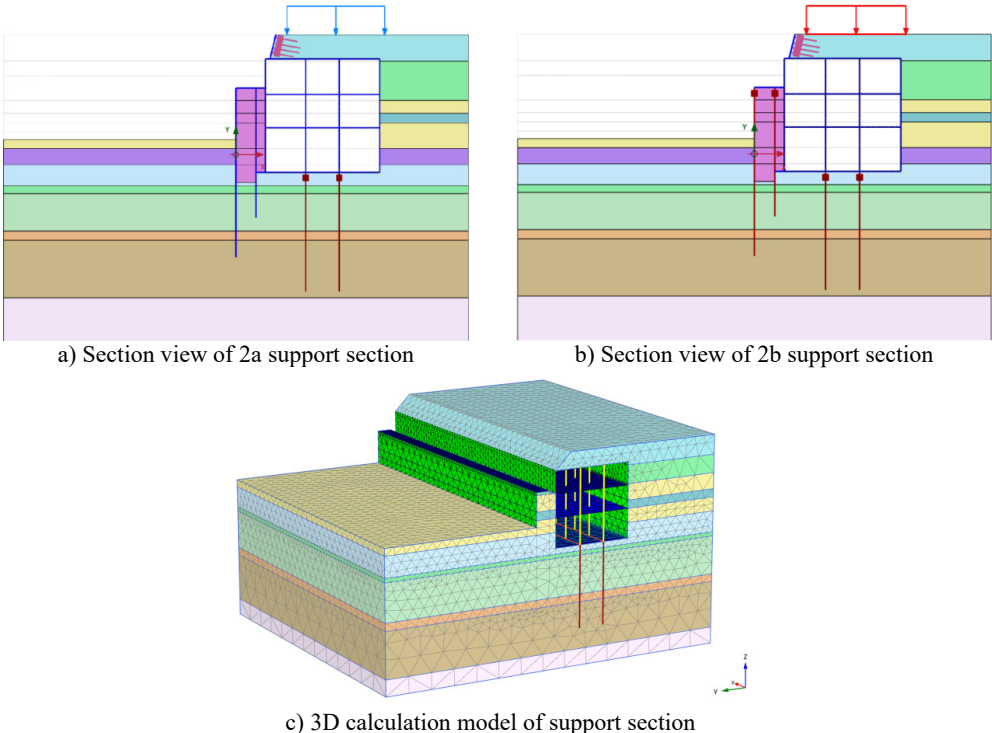 Y
Y
a) Section view of 2a support section
b) Section view of 2b support section
Z
x
Y
c) 3D calculation model of support section